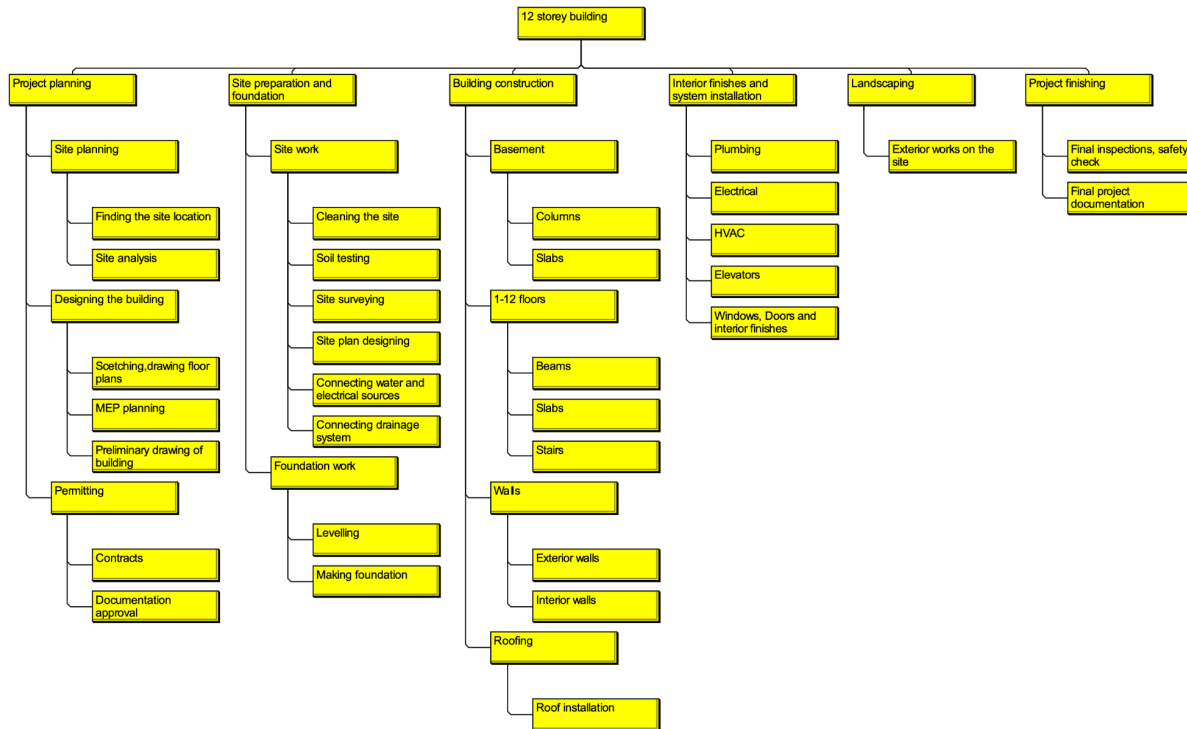 12 storey building
Project planning
Site planning
Finding the site location
Site analysis
Designing the building
Scetching,drawing floor
plans
MEP planning
Preliminary drawing of
building
Permitting
Contracts
Documentation
approval
Site preparation and
foundation
Site work
Cleaning the site
Soil testing
Site surveying
Site plan designing
Connecting water and
electrical sources
Connecting drainage
system
Foundation work
Levelling
Making foundation
Building construction
Basement
Columns
Slabs
1-12 floors
Beams
Slabs
Stairs
Walls
Exterior walls
Interior walls
Roofing
Roof installation
Interior finishes and
system installation
Plumbing
Electrical
HVAC
Elevators
Windows, Doors and
interior finishes
Landscaping
Exterior works on the
site
Project finishing
Final inspections, safety
check
Final project
documentation